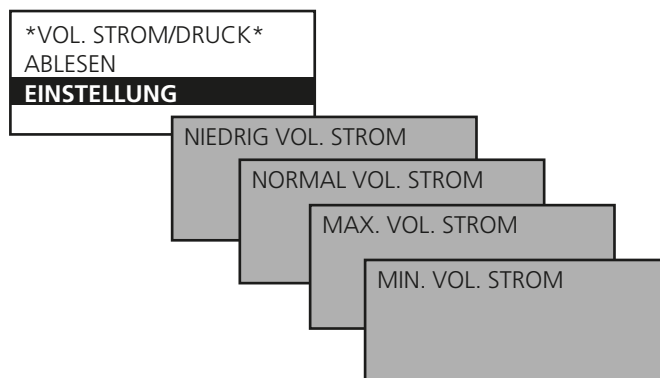 *VOL. STROM/DRUCK*
ABLESEN
EINSTELLUNG
NIEDRIG VOL. STROM
NORMAL VOL. STROM
MAX. VOL. STROM
MIN. VOL. STROM